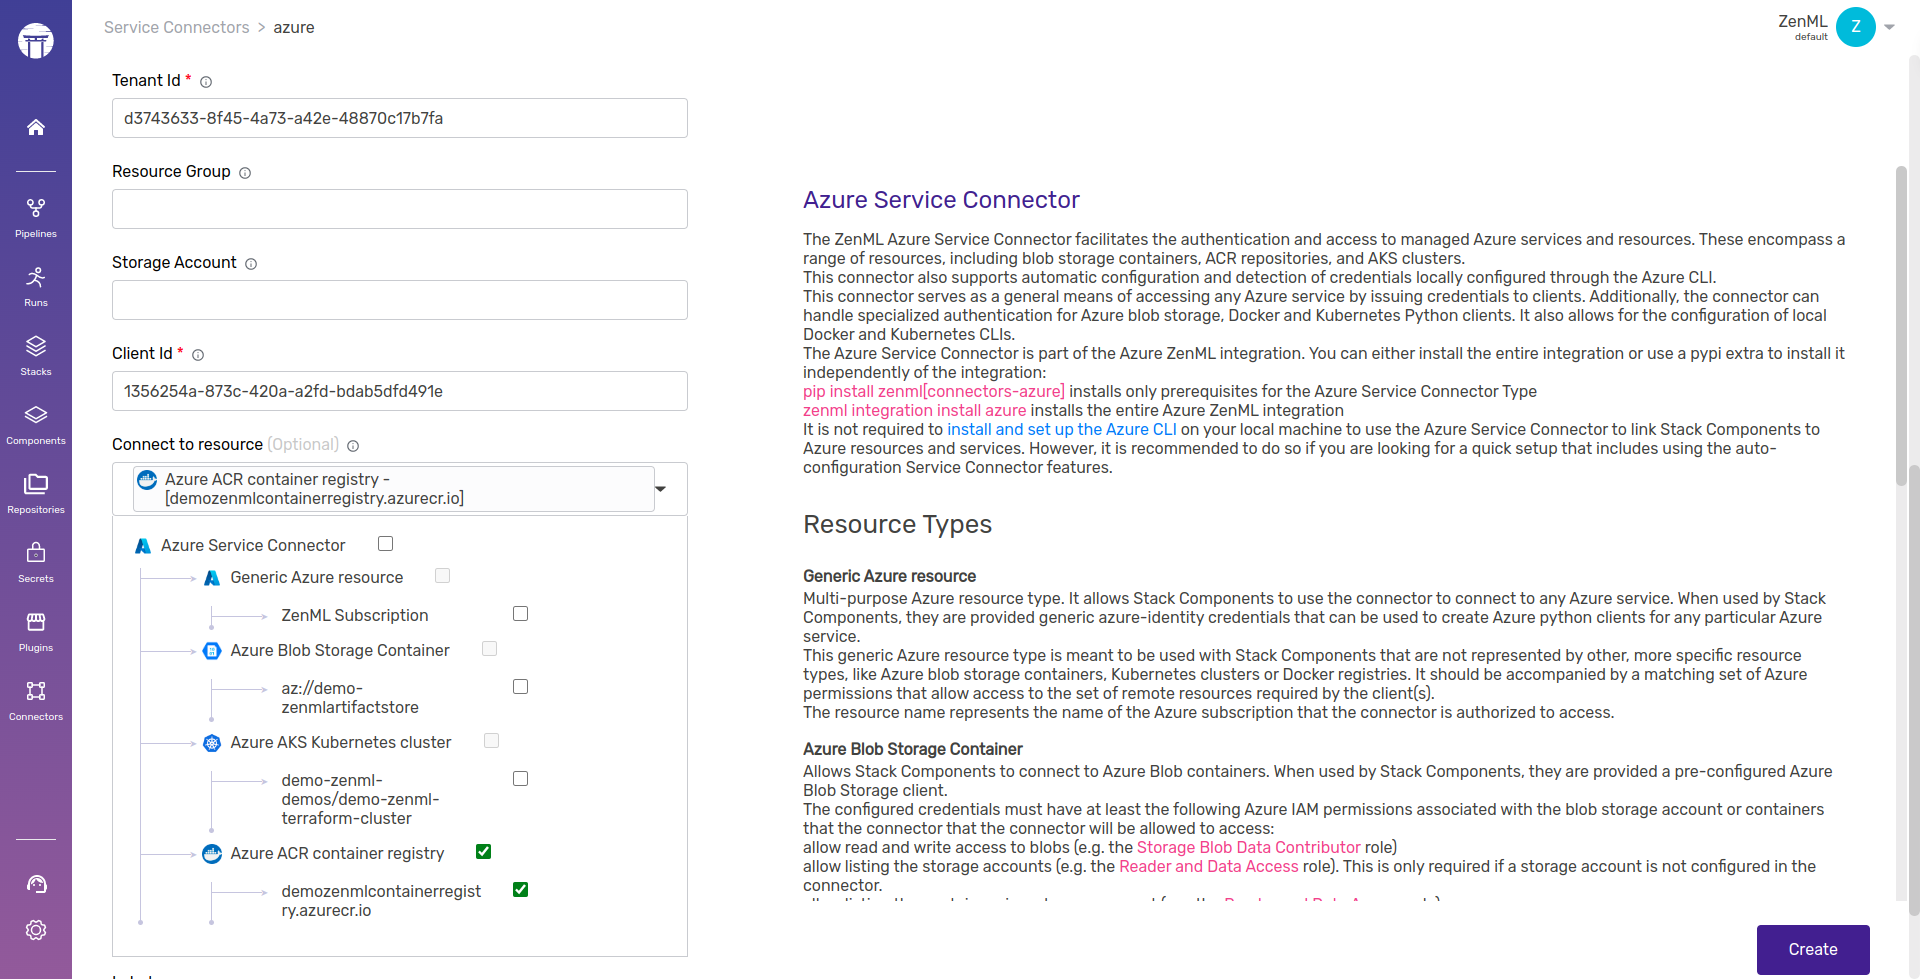 Service Connectors > azure
ZenML
default
Z
Pipelines
Runs
Stacks
Components
Repositories
Secrets
Plugins
Connectors
Tenant Id *
d3743633-8f45-4a73-a42e-48870c17b7fa
Resource Group
Storage Account
Client Id *
1356254a-873c-420a-a2fd-bdab5dfd491e
Connect to resource (Optional)
Azure ACR container registry -
[demozenmlcontainerregistry.azurecr.io]
Azure Service Connector
Generic Azure resource
ZenML Subscription
Azure Blob Storage Container
az://demo-
zenmlartifactstore
Azure AKS Kubernetes cluster
demo-zenml-
demos/demo-zenml-
terraform-cluster
Azure ACR container registry
demozenmlcontainerregist
ry.azurecr.io
Azure Service Connector
The ZenML Azure Service Connector facilitates the authentication and access to managed Azure services and resources. These encompass a
range of resources, including blob storage containers, ACR repositories, and AKS clusters.
This connector also supports automatic configuration and detection of credentials locally configured through the Azure CLI.
This connector serves as a general means of accessing any Azure service by issuing credentials to clients. Additionally, the connector can
handle specialized authentication for Azure blob storage, Docker and Kubernetes Python clients. It also allows for the configuration of local
Docker and Kubernetes CLIs.
The Azure Service Connector is part of the Azure ZenML integration. You can either install the entire integration or use a pypi extra to install it
independently of the integration:
pip install zenml[connectors-azure] installs only prerequisites for the Azure Service Connector Type
zenml integration install azure installs the entire Azure ZenML integration
It is not required to install and set up the Azure CLI on your local machine to use the Azure Service Connector to link Stack Components to
Azure resources and services. However, it is recommended to do so if you are looking for a quick setup that includes using the auto-
configuration Service Connector features.
Resource Types
Generic Azure resource
Multi-purpose Azure resource type. It allows Stack Components to use the connector to connect to any Azure service. When used by Stack
Components, they are provided generic azure-identity credentials that can be used to create Azure python clients for any particular Azure
service.
This generic Azure resource type is meant to be used with Stack Components that are not represented by other, more specific resource
types, like Azure blob storage containers, Kubernetes clusters or Docker registries. It should be accompanied by a matching set of Azure
permissions that allow access to the set of remote resources required by the client(s).
The resource name represents the name of the Azure subscription that the connector is authorized to access.
Azure Blob Storage Container
Allows Stack Components to connect to Azure Blob containers. When used by Stack Components, they are provided a pre-configured Azure
Blob Storage client.
The configured credentials must have at least the following Azure IAM permissions associated with the blob storage account or containers
that the connector that the connector will be allowed to access:
allow read and write access to blobs (e.g. the Storage Blob Data Contributor role)
allow listing the storage accounts (e.g. the Reader and Data Access role). This is only required if a storage account is not configured in the
connector.
Create